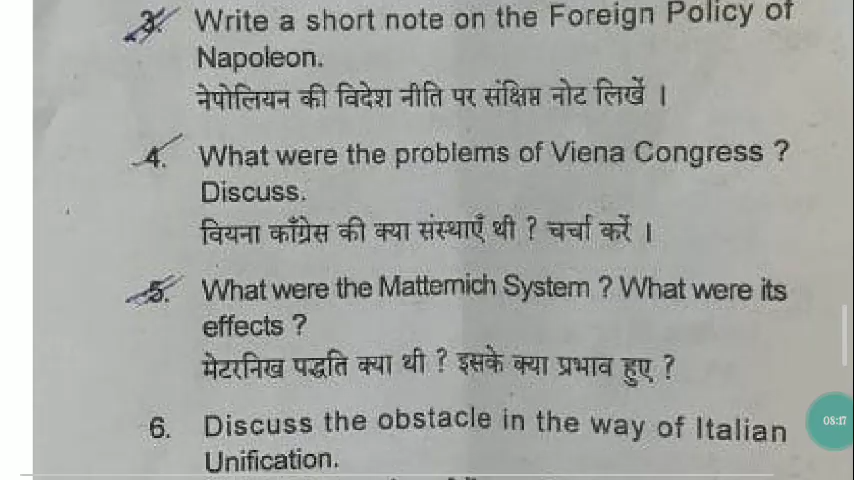 3. Write a short note on the Foreign Policy of
Napoleon.
नेपोलियन की विदेश नीति पर संक्षिप्त नोट लिखें ।
4. What were the problems of Viena Congress ?
Discuss.
वियना काँग्रेस की क्या संस्थाएँ थी ? चर्चा करें ।
5. What were the Mattemich System ? What were its
effects ?
मेटरनिख पद्धति क्या थी ? इसके क्या प्रभाव हुए ?
6. Discuss the obstacle in the way of Italian
Unification.
08:17